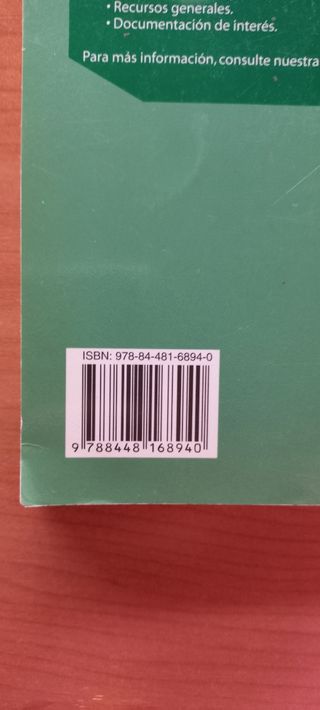 • Recursos generales.
• Documentación de interés.
Para más información, consulte nuestra
ISBN: 978-84-481-6894-0
9 788448 168940